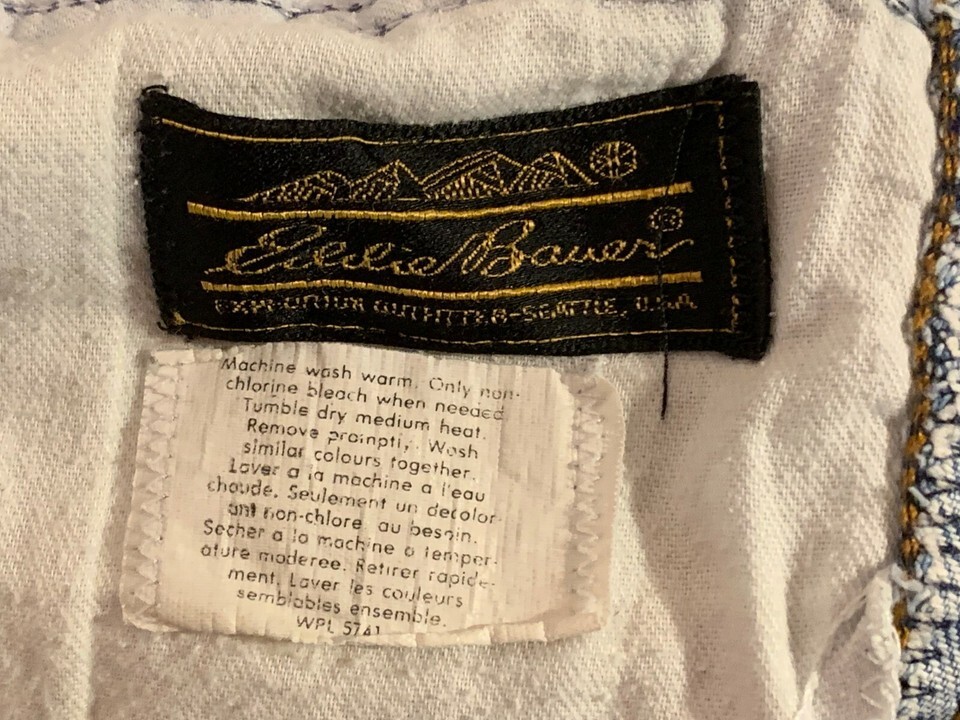 Eddie Bauer®
EXPEDITION OUTFITTER-SEATTLE, U.S.A.
Machine wash warm. Only non-
chlorine bleach when needed
Tumble dry medium heat.
Remove promptly. Wash
similar colours together.
Laver a la machine a l'eau
chaude. Seulement un decolor-
ant non-chlore au besoin.
Secher a la machine a temper-
ature moderee. Retirer rapide-
ment. Laver les couleurs
semblables ensemble.
WPL 5741